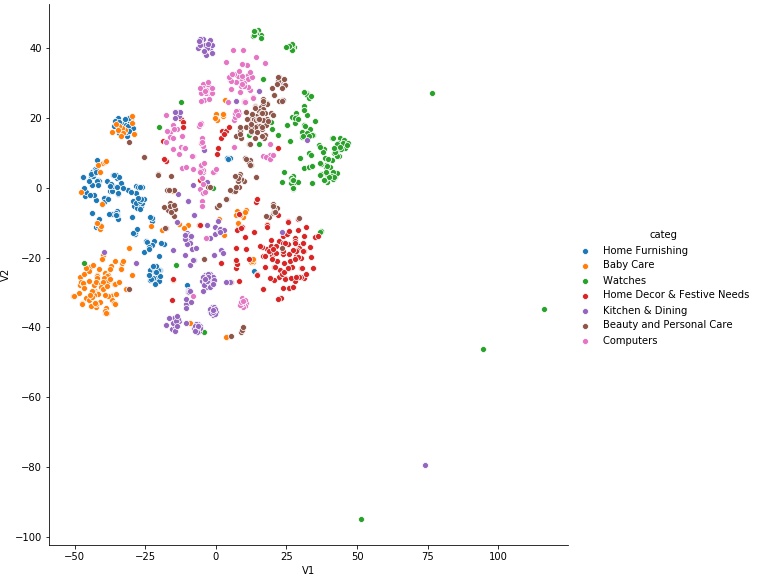 40
20
0
−20
−40
−60
−80
−100
V2
−50
−25
0
25
50
75
100
V1
categ
Home Furnishing
Baby Care
Watches
Home Decor & Festive Needs
Kitchen & Dining
Beauty and Personal Care
Computers